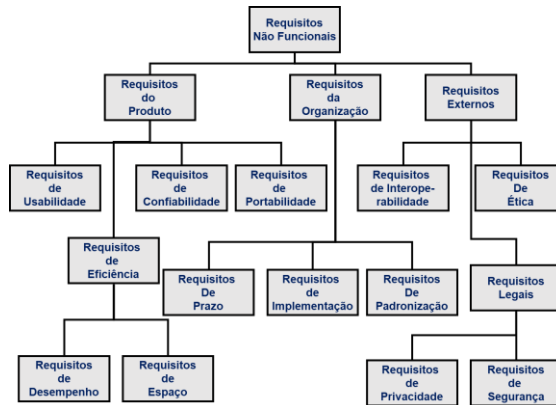 Requisitos
Não Funcionais
Requisitos
do
Produto
Requisitos
da
Organização
Requisitos
Externos
Requisitos
de
Usabilidade
Requisitos
de
Confiabilidade
Requisitos
de
Portabilidade
Requisitos
de Interope-
rabilidade
Requisitos
De
Ética
Requisitos
de
Eficiência
Requisitos
De
Prazo
Requisitos
de
Implementação
Requisitos
De
Padronização
Requisitos
Legais
Requisitos
de
Desempenho
Requisitos
de
Espaço
Requisitos
de
Privacidade
Requisitos
de
Segurança